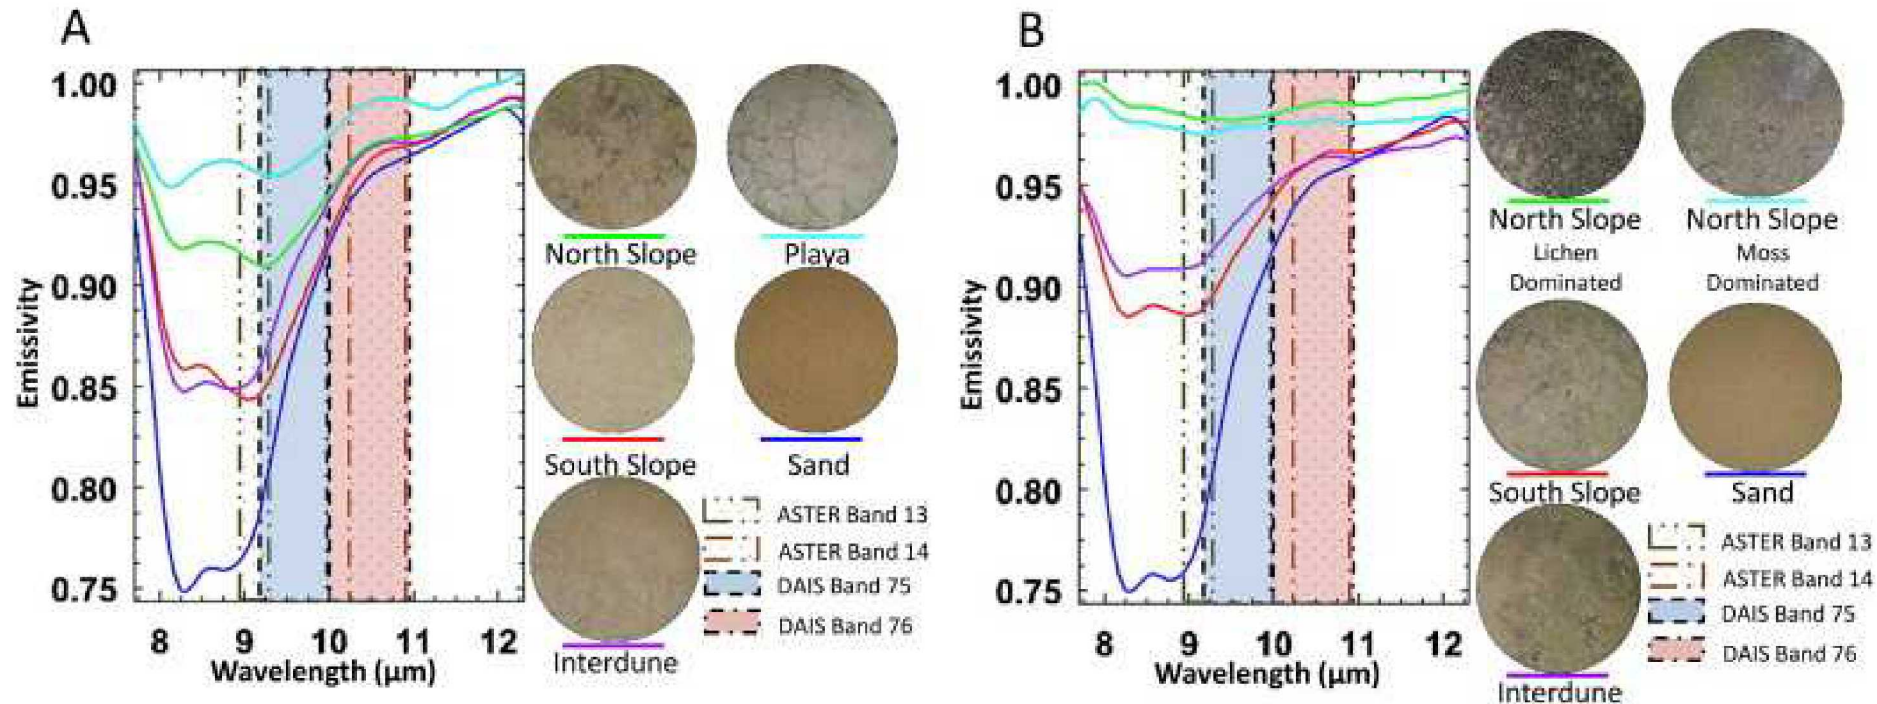 A
1.00
0.95
0.90
0.85
0.80
0.75
Emissivity
8 9 10 11 12
Wavelength (µm)
North Slope
Playa
South Slope
Sand
Interdune
ASTER Band 13
ASTER Band 14
DAIS Band 75
DAIS Band 76
B
1.00
0.95
0.90
0.85
0.80
0.75
Emissivity
8 9 10 11 12
Wavelength (µm)
North Slope
Lichen
Dominated
North Slope
Moss
Dominated
South Slope
Sand
Interdune
ASTER Band 13
ASTER Band 14
DAIS Band 75
DAIS Band 76